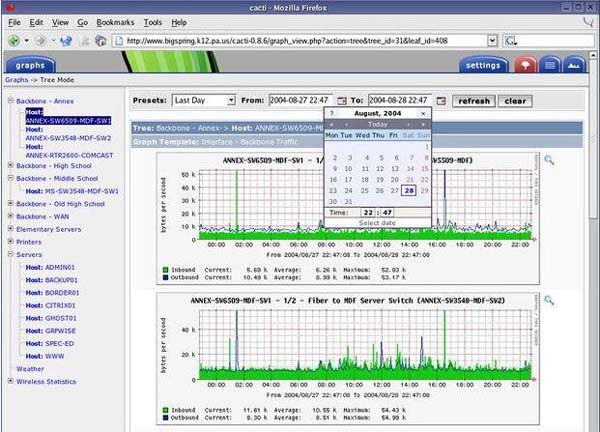 cacti - Mozilla Firefox
File Edit View Go Bookmarks Tools Help
http://www.bigspring.k12.pa.us/cacti-0.8.6/graph_view.php?action=tree&tree_id=31&leaf_id=408
graphs
settings
Graphs -> Tree Mode
Backbone - Annex
Host:
ANNEX-SW6509-MDF-SW1
Host:
ANNEX-SW3548-MDF-SW2
Host:
ANNEX-RTR2600-COMCAST
Backbone - High School
Backbone - Middle School
Host: MS-SW3548-MDF-SW1
Backbone - Old High School
Backbone - WAN
Elementary Servers
Printers
Servers
Host: ADMIN01
Host: BACKUP01
Host: BORDER01
Host: CITRIX01
Host: GHOST01
Host: GRPWISE
Host: SPEC-ED
Host: WWW
Weather
Wireless Statistics
Presets: Last Day From: 2004-08-27 22:47 To: 2004-08-28 22:47 refresh clear
Tree: Backbone - Annex-> Host: ANNEX-SW6509-MDF-SW1
Graph Template: Interface - Backbone Traffic
? August, 2004 ×
« ‹ Today › »
Mon Tue Wed Thu Fri Sat Sun
1
2 3 4 5 6 7 8
9 10 11 12 13 14 15
16 17 18 19 20 21 22
23 24 25 26 27 28 29
30 31
Time: 22 : 47
Select date
ANNEX-SW6509-MDF-SW1 - 1/
MDF)
bytes per second
50 k
40 k
30 k
20 k
10 k
0
00:00 02:00 04:00 06:00 08:00 10:00 12:00 14:00 16:00 18:00 20:00 22:00
From 2004/08/27 22:47:00 To 2004/08/28 22:47:00
Inbound Current: 5.69 k Average: 6.26 k Maximum: 52.83 k
Outbound Current: 10.49 k Average: 8.99 k Maximum: 53.17 k
ANNEX-SW6509-MDF-SW1 - 1/2 - Fiber to MDF Server Switch (ANNEX-SW3548-MDF-SW2)
bytes per second
40 k
20 k
0
00:00 02:00 04:00 06:00 08:00 10:00 12:00 14:00 16:00 18:00 20:00 22:00
From 2004/08/27 22:47:00 To 2004/08/28 22:47:00
Inbound Current: 11.61 k Average: 10.55 k Maximum: 54.43 k
Outbound Current: 8.30 k Average: 8.51 k Maximum: 54.99 k